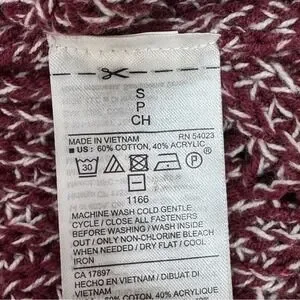 S
P
CH
MADE IN VIETNAM RN 54023
■ US: 60% COTTON, 40% ACRYLIC
30 P
1166
MACHINE WASH COLD GENTLE
CYCLE / CLOSE ALL FASTENERS
BEFORE WASHING / WASH INSIDE
OUT / ONLY NON-CHLORINE BLEACH
WHEN NEEDED / DRY FLAT / COOL
IRON
CA 17897
HECHO EN VIETNAM / DIBUAT DI